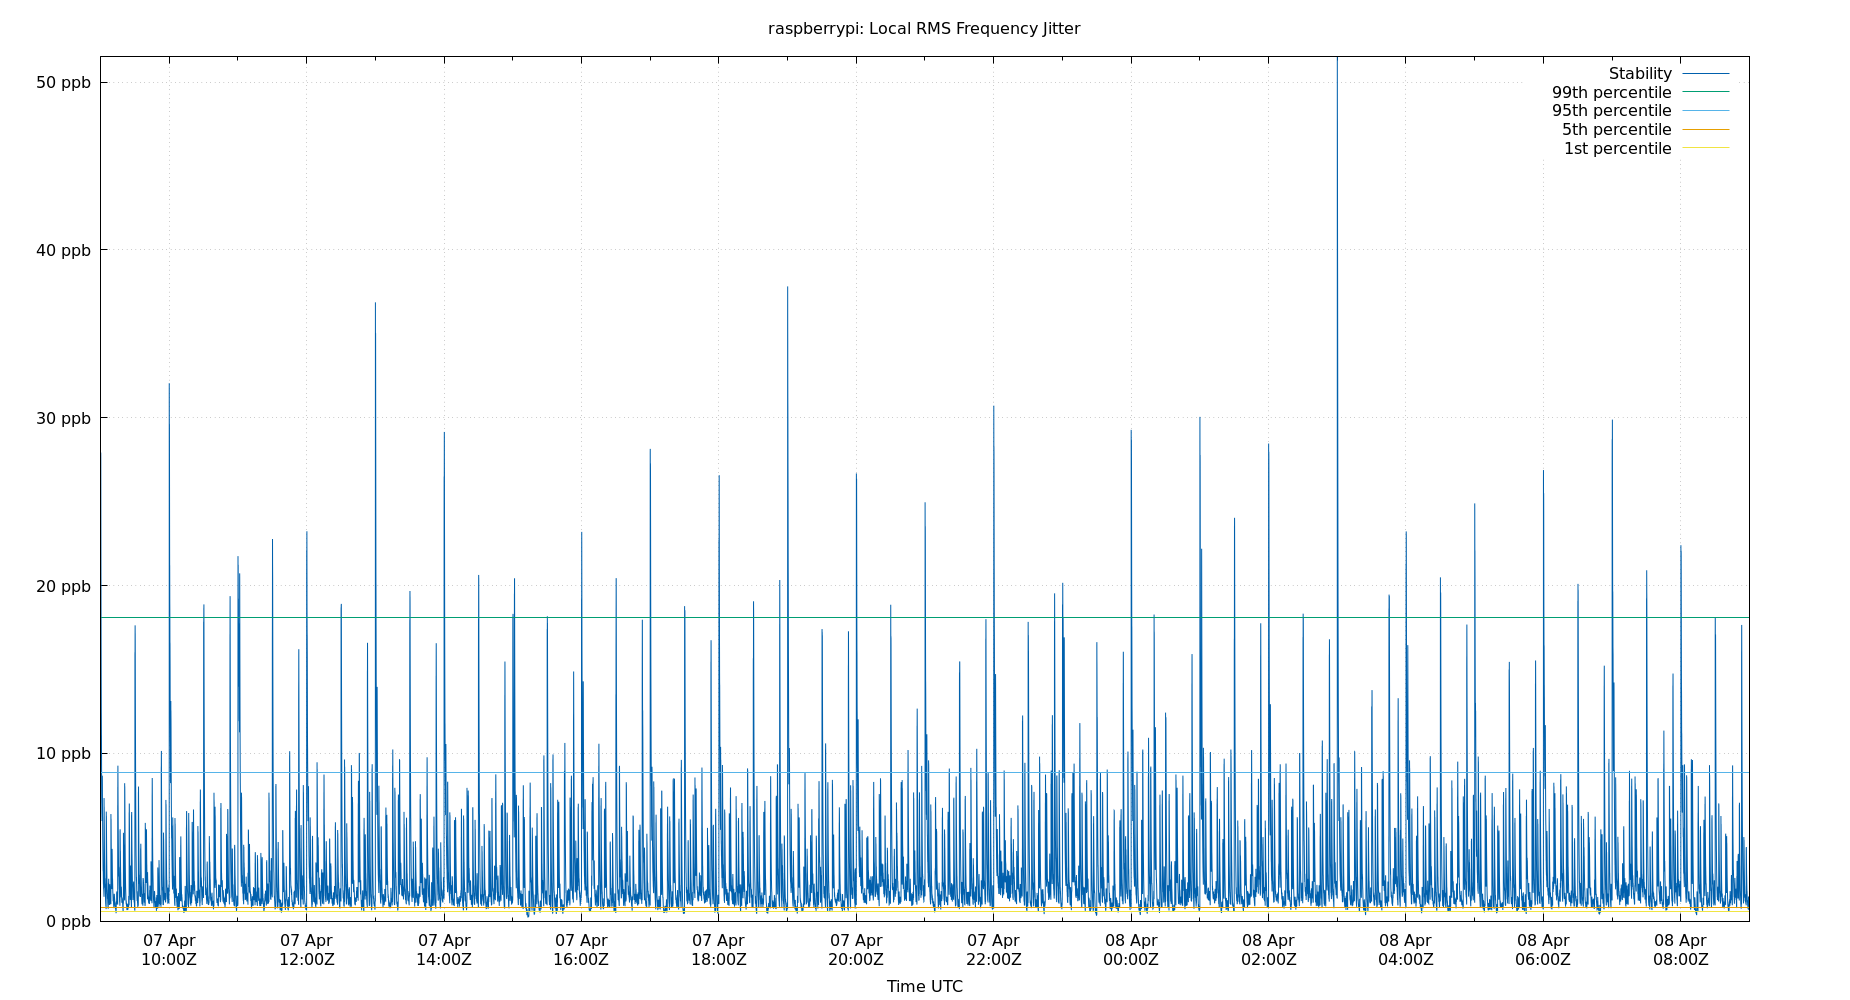 raspberrypi: Local RMS Frequency Jitter
50 ppb
40 ppb
30 ppb
20 ppb
10 ppb
0 ppb
Stability
99th percentile
95th percentile
5th percentile
1st percentile
07 Apr 07 Apr 07 Apr 07 Apr 07 Apr 07 Apr 07 Apr 08 Apr 08 Apr 08 Apr 08 Apr 08 Apr
10:00Z 12:00Z 14:00Z 16:00Z 18:00Z 20:00Z 22:00Z 00:00Z 02:00Z 04:00Z 06:00Z 08:00Z
Time UTC